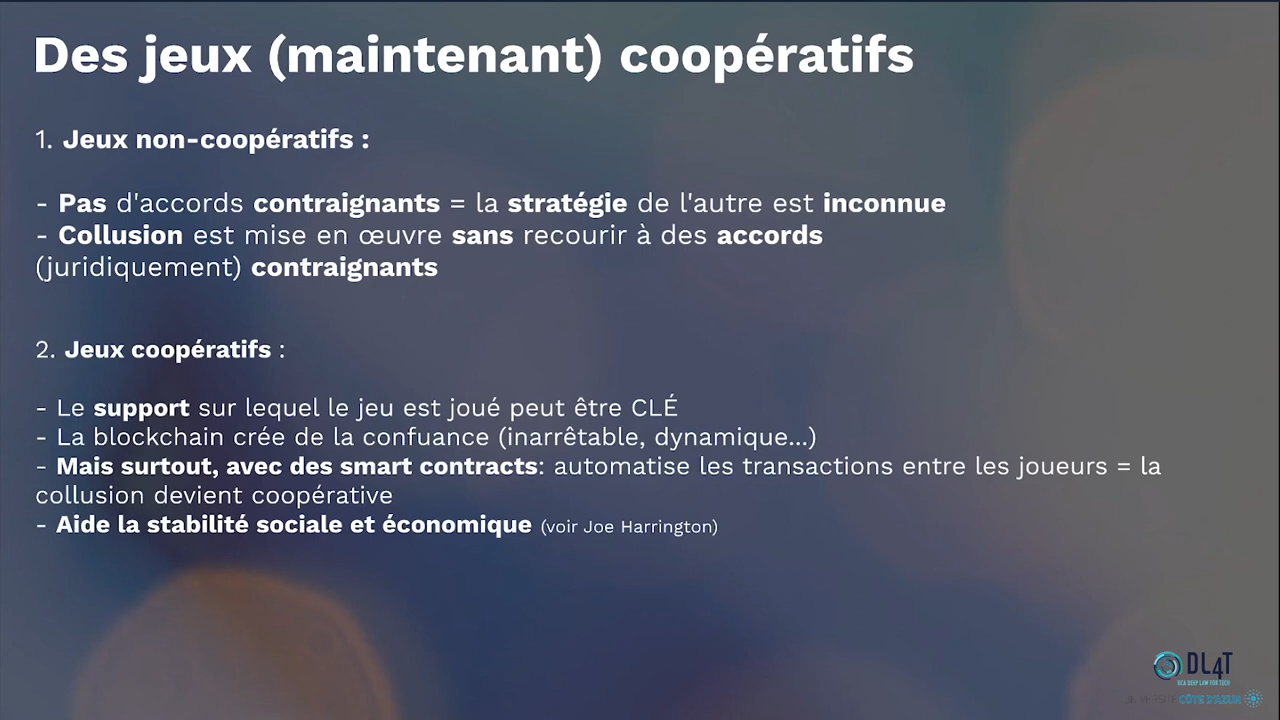 Des jeux (maintenant) coopératifs
1. Jeux non-coopératifs :
- Pas d'accords contraignants = la stratégie de l'autre est inconnue
- Collusion est mise en œuvre sans recourir à des accords
(juridiquement) contraignants
2. Jeux coopératifs :
- Le support sur lequel le jeu est joué peut être CLÉ
- La blockchain crée de la confuance (inarrêtable, dynamique...)
- Mais surtout, avec des smart contracts: automatise les transactions entre les joueurs = la
collusion devient coopérative
- Aide la stabilité sociale et économique (voir Joe Harrington)
DL4T
UCA DEEP LAW FOR TECH
UNIVERSITÉ CÔTE D'AZUR